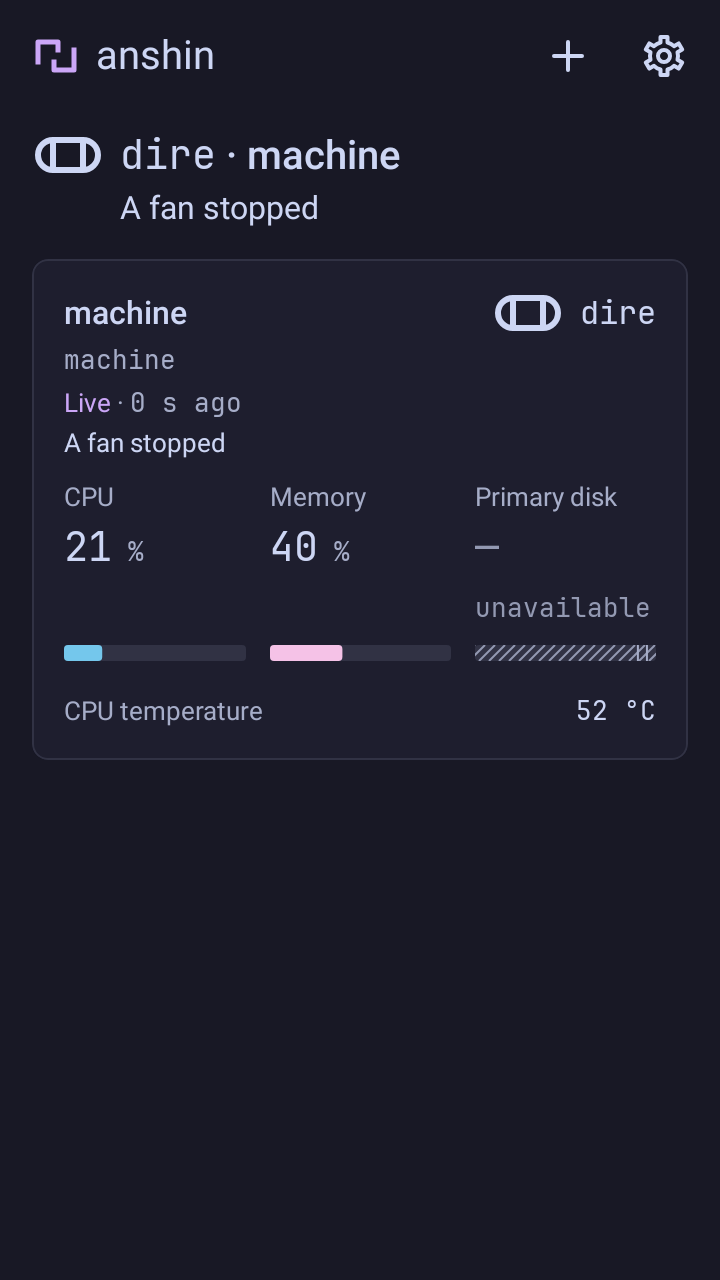 anshin
dire · machine
A fan stopped
machine dire
machine
Live · 0 s ago
A fan stopped
CPU Memory Primary disk
21 % 40 % —
unavailable
CPU temperature 52 °C